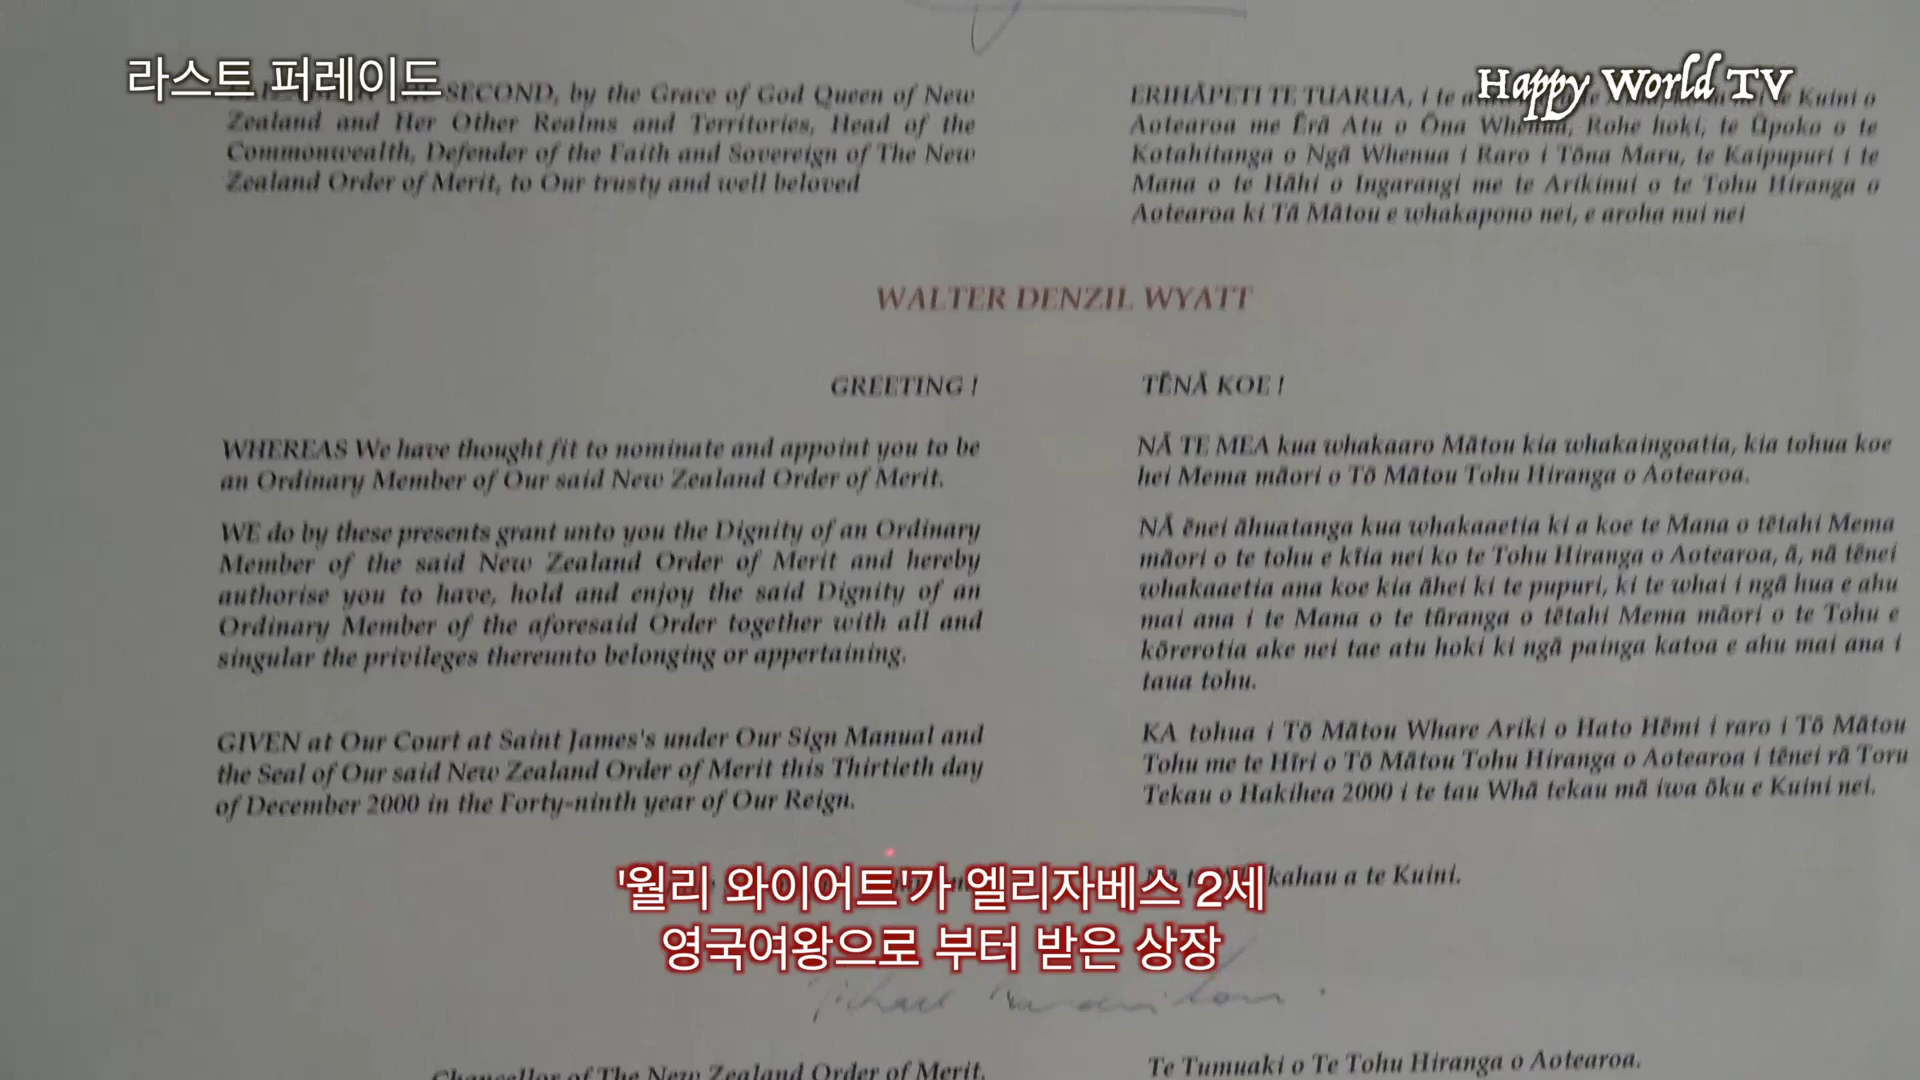 라스트 퍼레이드
Happy World TV
SECOND, by the Grace of God Queen of New
Zealand and Her Other Realms and Territories, Head of the
Commonwealth, Defender of the Faith and Sovereign of The New
Zealand Order of Merit, to Our trusty and well beloved
ERIHĀPETI TE TUARUA, i te Kuini o
Aotearoa me Ērā Atu o Ōna Whenua, Rohe hoki, te Ūpoko o te
Kotahitanga o Ngā Whenua i Raro i Tōna Maru, te Kaipupuri i te
Mana o te Hāhi o Ingarangi me te Arikinui o te Tohu Hiranga o
Aotearoa ki Tā Mātou e whakapono nei, e aroha nui nei
WALTER DENZIL WYATT
GREETING !
WHEREAS We have thought fit to nominate and appoint you to be
an Ordinary Member of Our said New Zealand Order of Merit.
WE do by these presents grant unto you the Dignity of an Ordinary
Member of the said New Zealand Order of Merit and hereby
authorise you to have, hold and enjoy the said Dignity of an
Ordinary Member of the aforesaid Order together with all and
singular the privileges thereunto belonging or appertaining.
GIVEN at Our Court at Saint James's under Our Sign Manual and
the Seal of Our said New Zealand Order of Merit this Thirtieth day
of December 2000 in the Forty-ninth year of Our Reign.
TĒNĀ KOE !
NĀ TE MEA kua whakaaro Mātou kia whakaingoatia, kia tohua koe
hei Mema māori o Tō Mātou Tohu Hiranga o Aotearoa.
NĀ ēnei āhuatanga kua whakaaetia ki a koe te Mana o tētahi Mema
māori o te tohu e kīia nei ko te Tohu Hiranga o Aotearoa, ā, nā tēnei
whakaaetia ana koe kia āhei ki te pupuri, ki te whai i ngā hua e ahu
mai ana i te Mana o te tūranga o tētahi Mema māori o te Tohu e
kōrerotia ake nei tae atu hoki ki ngā painga katoa e ahu mai ana i
taua tohu.
KA tohua i Tō Mātou Whare Ariki o Hato Hēmi i raro i Tō Mātou
Tohu me te Hīri o Tō Mātou Tohu Hiranga o Aotearoa i tēnei rā Toru
Tekau o Hakihea 2000 i te tau Whā tekau mā iwa ōku e Kuini nei.
a te Kuini.
'월리 와이어트'가 엘리자베스 2세
영국여왕으로 부터 받은 상장
Chancellor of The New Zealand Order of Merit.
Te Tumuaki o Te Tohu Hiranga o Aotearoa.